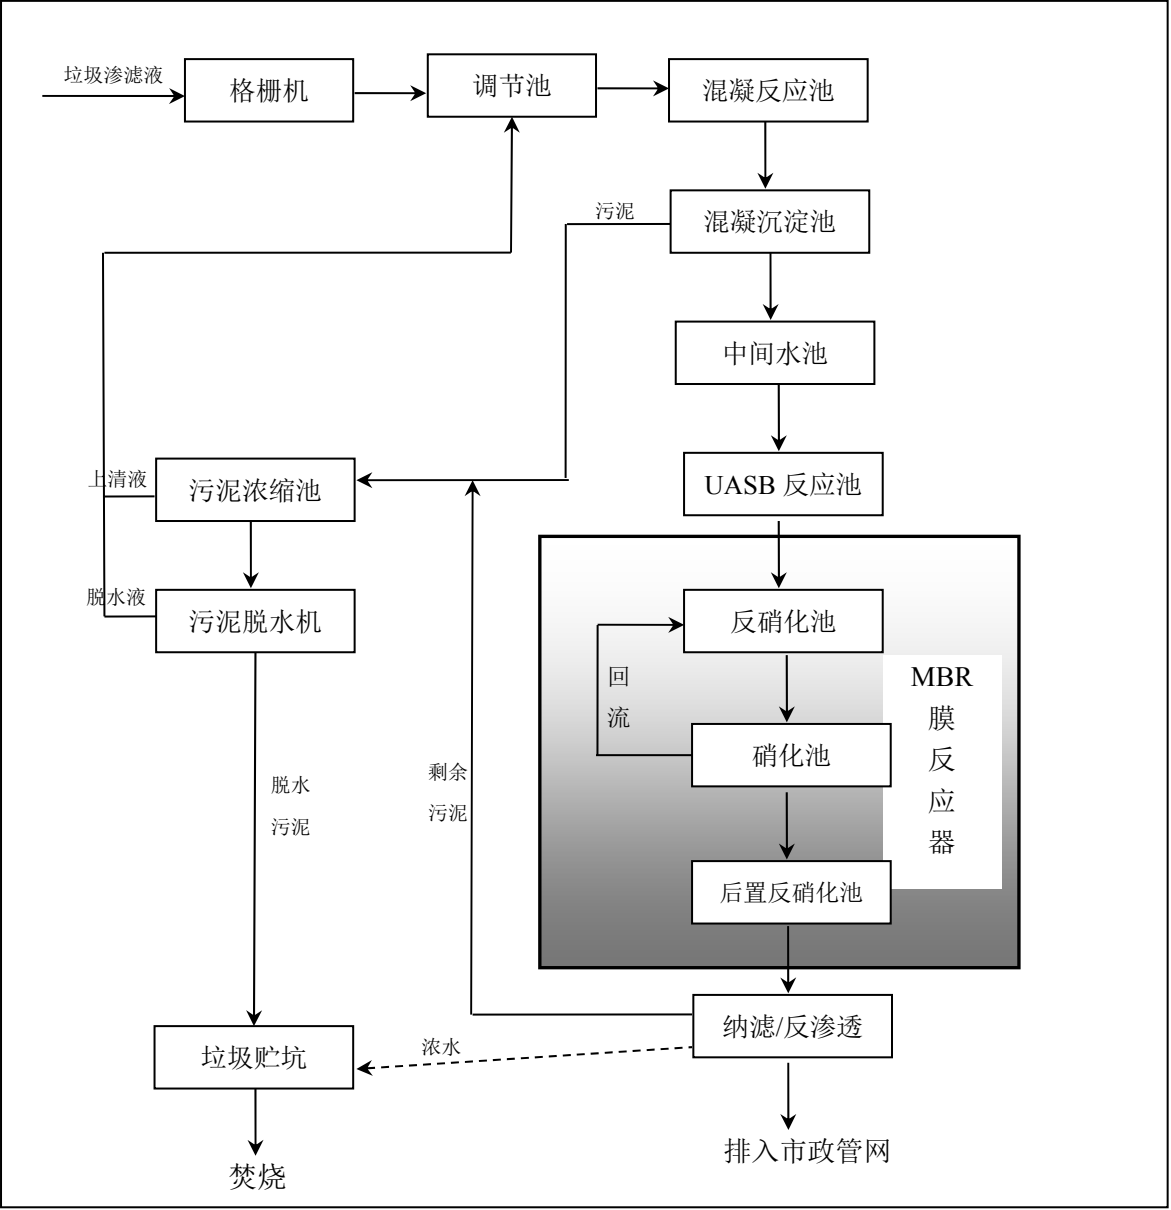 垃圾渗滤液
格栅机
调节池
混凝反应池
污泥
混凝沉淀池
中间水池
上清液
污泥浓缩池
UASB 反应池
脱水液
污泥脱水机
反硝化池
回
流
MBR
膜
反
应
器
硝化池
脱水
污泥
剩余
污泥
后置反硝化池
纳滤/反渗透
垃圾贮坑
浓水
排入市政管网
焚烧